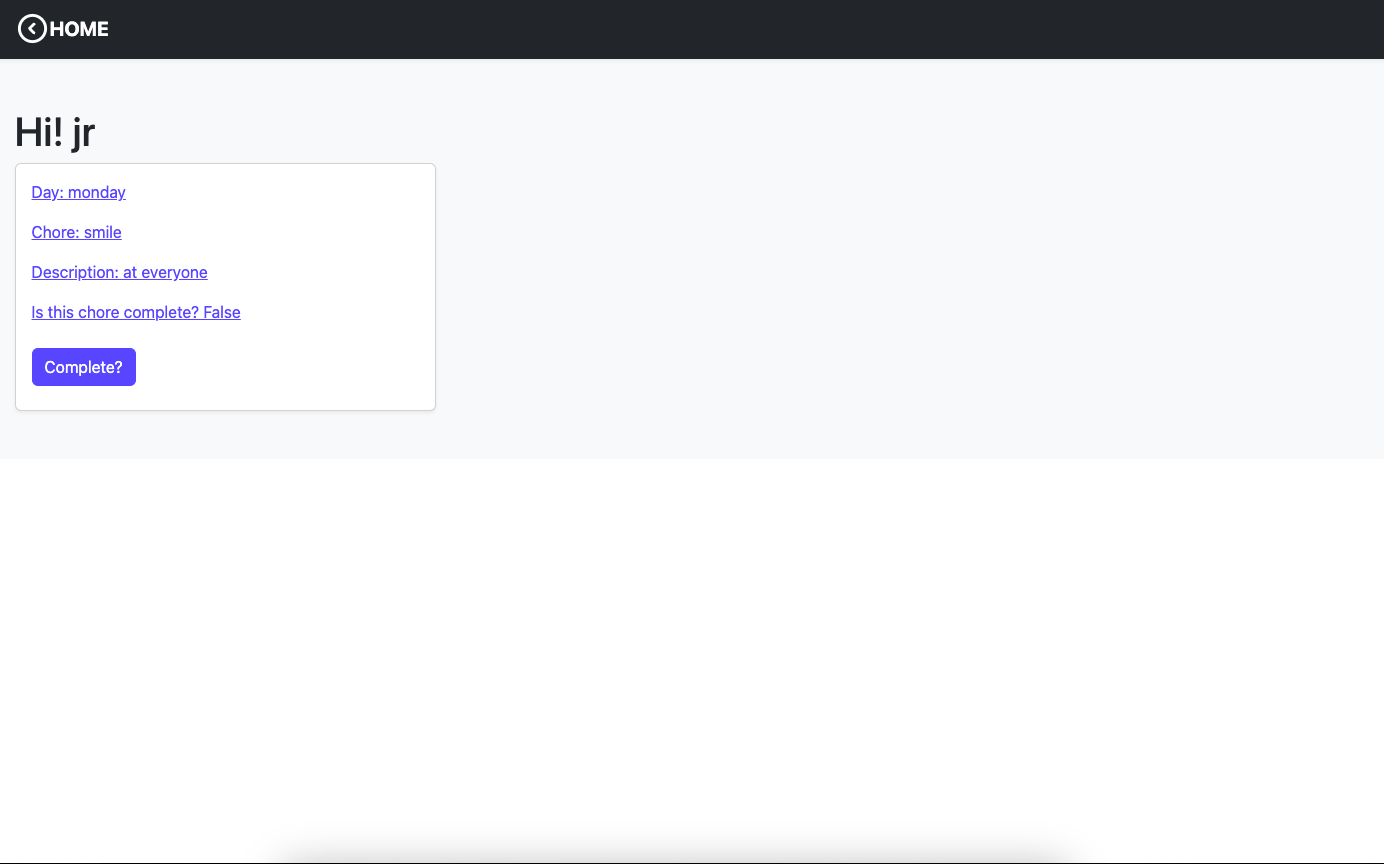 HOME
Hi! jr
Day: monday
Chore: smile
Description: at everyone
Is this chore complete? False
Complete?